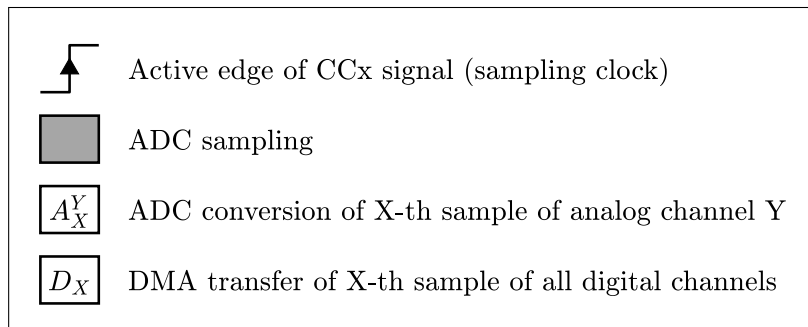 Active edge of CCx signal (sampling clock)
ADC sampling
A_X^Y ADC conversion of X-th sample of analog channel Y
D_X DMA transfer of X-th sample of all digital channels